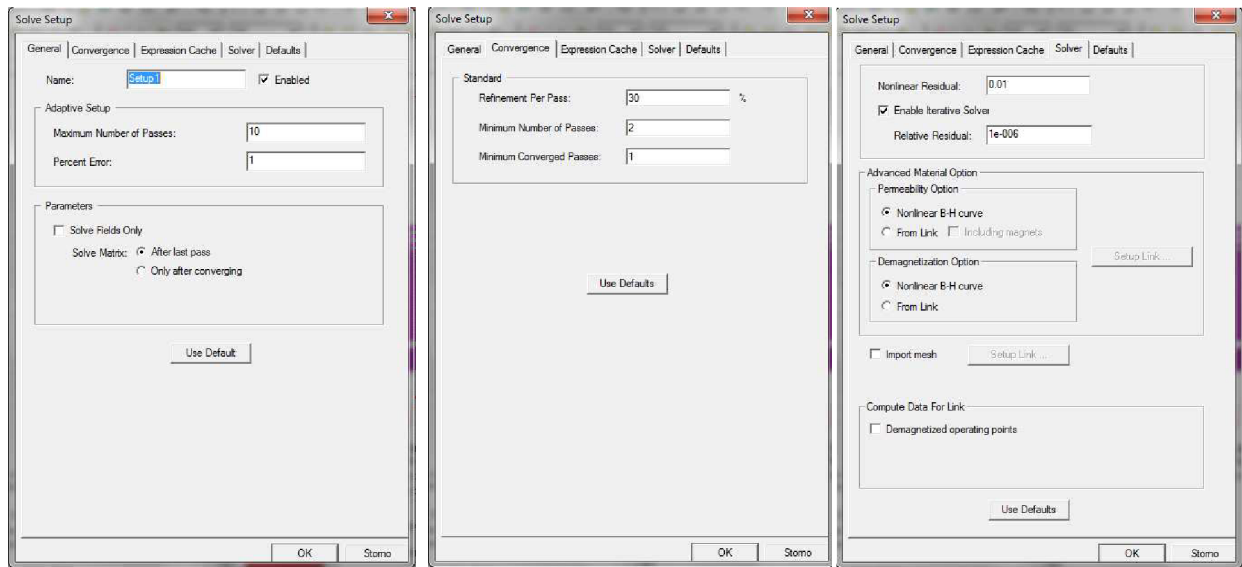 Solve Setup
General
Convergence
Expression Cache
Solver
Defaults
Name:
Setup1
Enabled
Adaptive Setup
Maximum Number of Passes:
10
Percent Error:
1
Parameters
Solve Fields Only
Solve Matrix:
After last pass
Only after converging
Use Default
OK
Storno
Solve Setup
General
Convergence
Expression Cache
Solver
Defaults
Standard
Refinement Per Pass:
30
%
Minimum Number of Passes:
2
Minimum Converged Passes:
1
Use Defaults
OK
Storno
Solve Setup
General
Convergence
Expression Cache
Solver
Defaults
Nonlinear Residual:
0.01
Enable Iterative Solver
Relative Residual:
1e-006
Advanced Material Option
Permeability Option
Nonlinear B-H curve
From Link
Including magnets
Setup Link ...
Demagnetization Option
Nonlinear B-H curve
From Link
Import mesh
Setup Link ...
Compute Data For Link
Demagnetized operating points
Use Defaults
OK
Storno